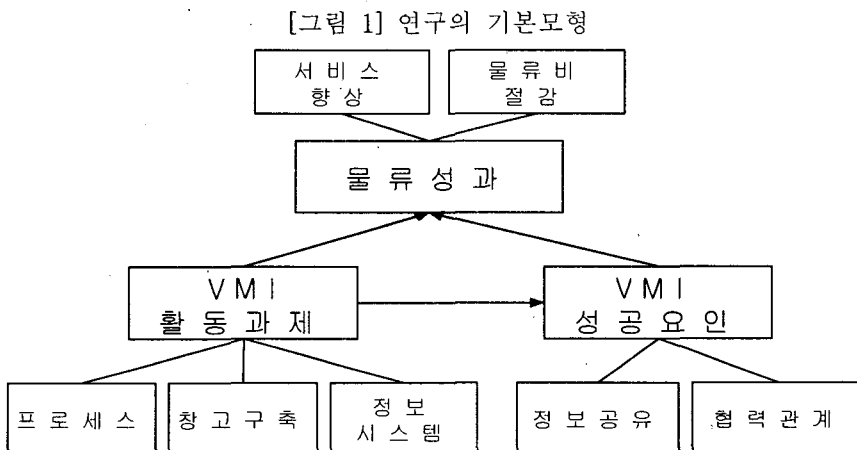 [그림 1] 연구의 기본모형
서 비 스
향 상
물 류 비
절 감
물 류 성 과
V M I
활 동 과 제
V M I
성 공 요 인
프 로 세 스
창 고 구 축
정 보
시 스 템
정 보 공 유
협 력 관 계